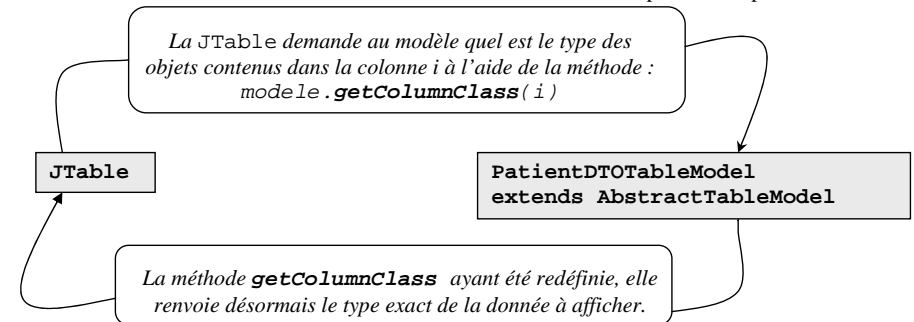 La JTable demande au modèle quel est le type des
objets contenus dans la colonne i à l'aide de la méthode :
modele.getColumnClass(i)
JTable
PatientDTOTableModel
extends AbstractTableModel
La méthode getColumnClass ayant été redéfinie, elle
renvoie désormais le type exact de la donnée à afficher.